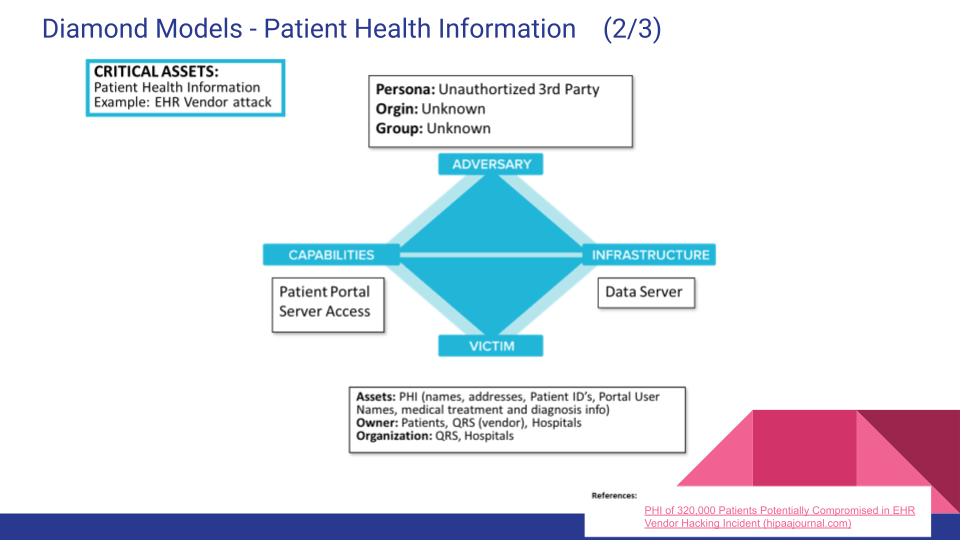 Diamond Models - Patient Health Information (2/3)
CRITICAL ASSETS:
Patient Health Information
Example: EHR Vendor attack
Persona: Unauthortized 3rd Party
Orgin: Unknown
Group: Unknown
ADVERSARY
CAPABILITIES
INFRASTRUCTURE
Patient Portal
Server Access
Data Server
VICTIM
Assets: PHI (names, addresses, Patient ID's, Portal User
Names, medical treatment and diagnosis info)
Owner: Patients, QRS (vendor), Hospitals
Organization: QRS, Hospitals
References:
PHI of 320,000 Patients Potentially Compromised in EHR
Vendor Hacking Incident (hipaajournal.com)